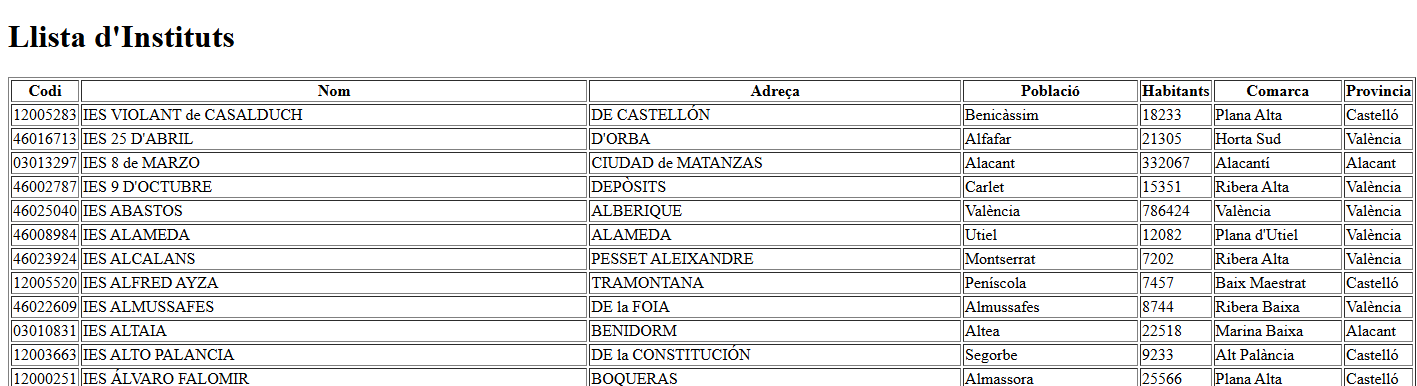 Llista d'Instituts
Codi Nom Adreça Població Habitants Comarca Provincia
12005283 IES VIOLANT de CASALDUCH DE CASTELLÓN Benicàssim 18233 Plana Alta Castelló
46016713 IES 25 D'ABRIL D'ORBA Alfafar 21305 Horta Sud València
03013297 IES 8 de MARZO CIUDAD de MATANZAS Alacant 332067 Alacantí Alacant
46002787 IES 9 D'OCTUBRE DEPÒSITS Carlet 15351 Ribera Alta València
46025040 IES ABASTOS ALBERIQUE València 786424 València València
46008984 IES ALAMEDA ALAMEDA Utiel 12082 Plana d'Utiel València
46023924 IES ALCALANS PESSET ALEIXANDRE Montserrat 7202 Ribera Alta València
12005520 IES ALFRED AYZA TRAMONTANA Peníscola 7457 Baix Maestrat Castelló
46022609 IES ALMUSSAFES DE la FOIA Almussafes 8744 Ribera Baixa València
03010831 IES ALTAIA BENIDORM Altea 22518 Marina Baixa Alacant
12003663 IES ALTO PALANCIA DE la CONSTITUCIÓN Segorbe 9233 Alt Palància Castelló
12000251 IES ÁLVARO FALOMIR BOQUERAS Almassora 25566 Plana Alta Castelló